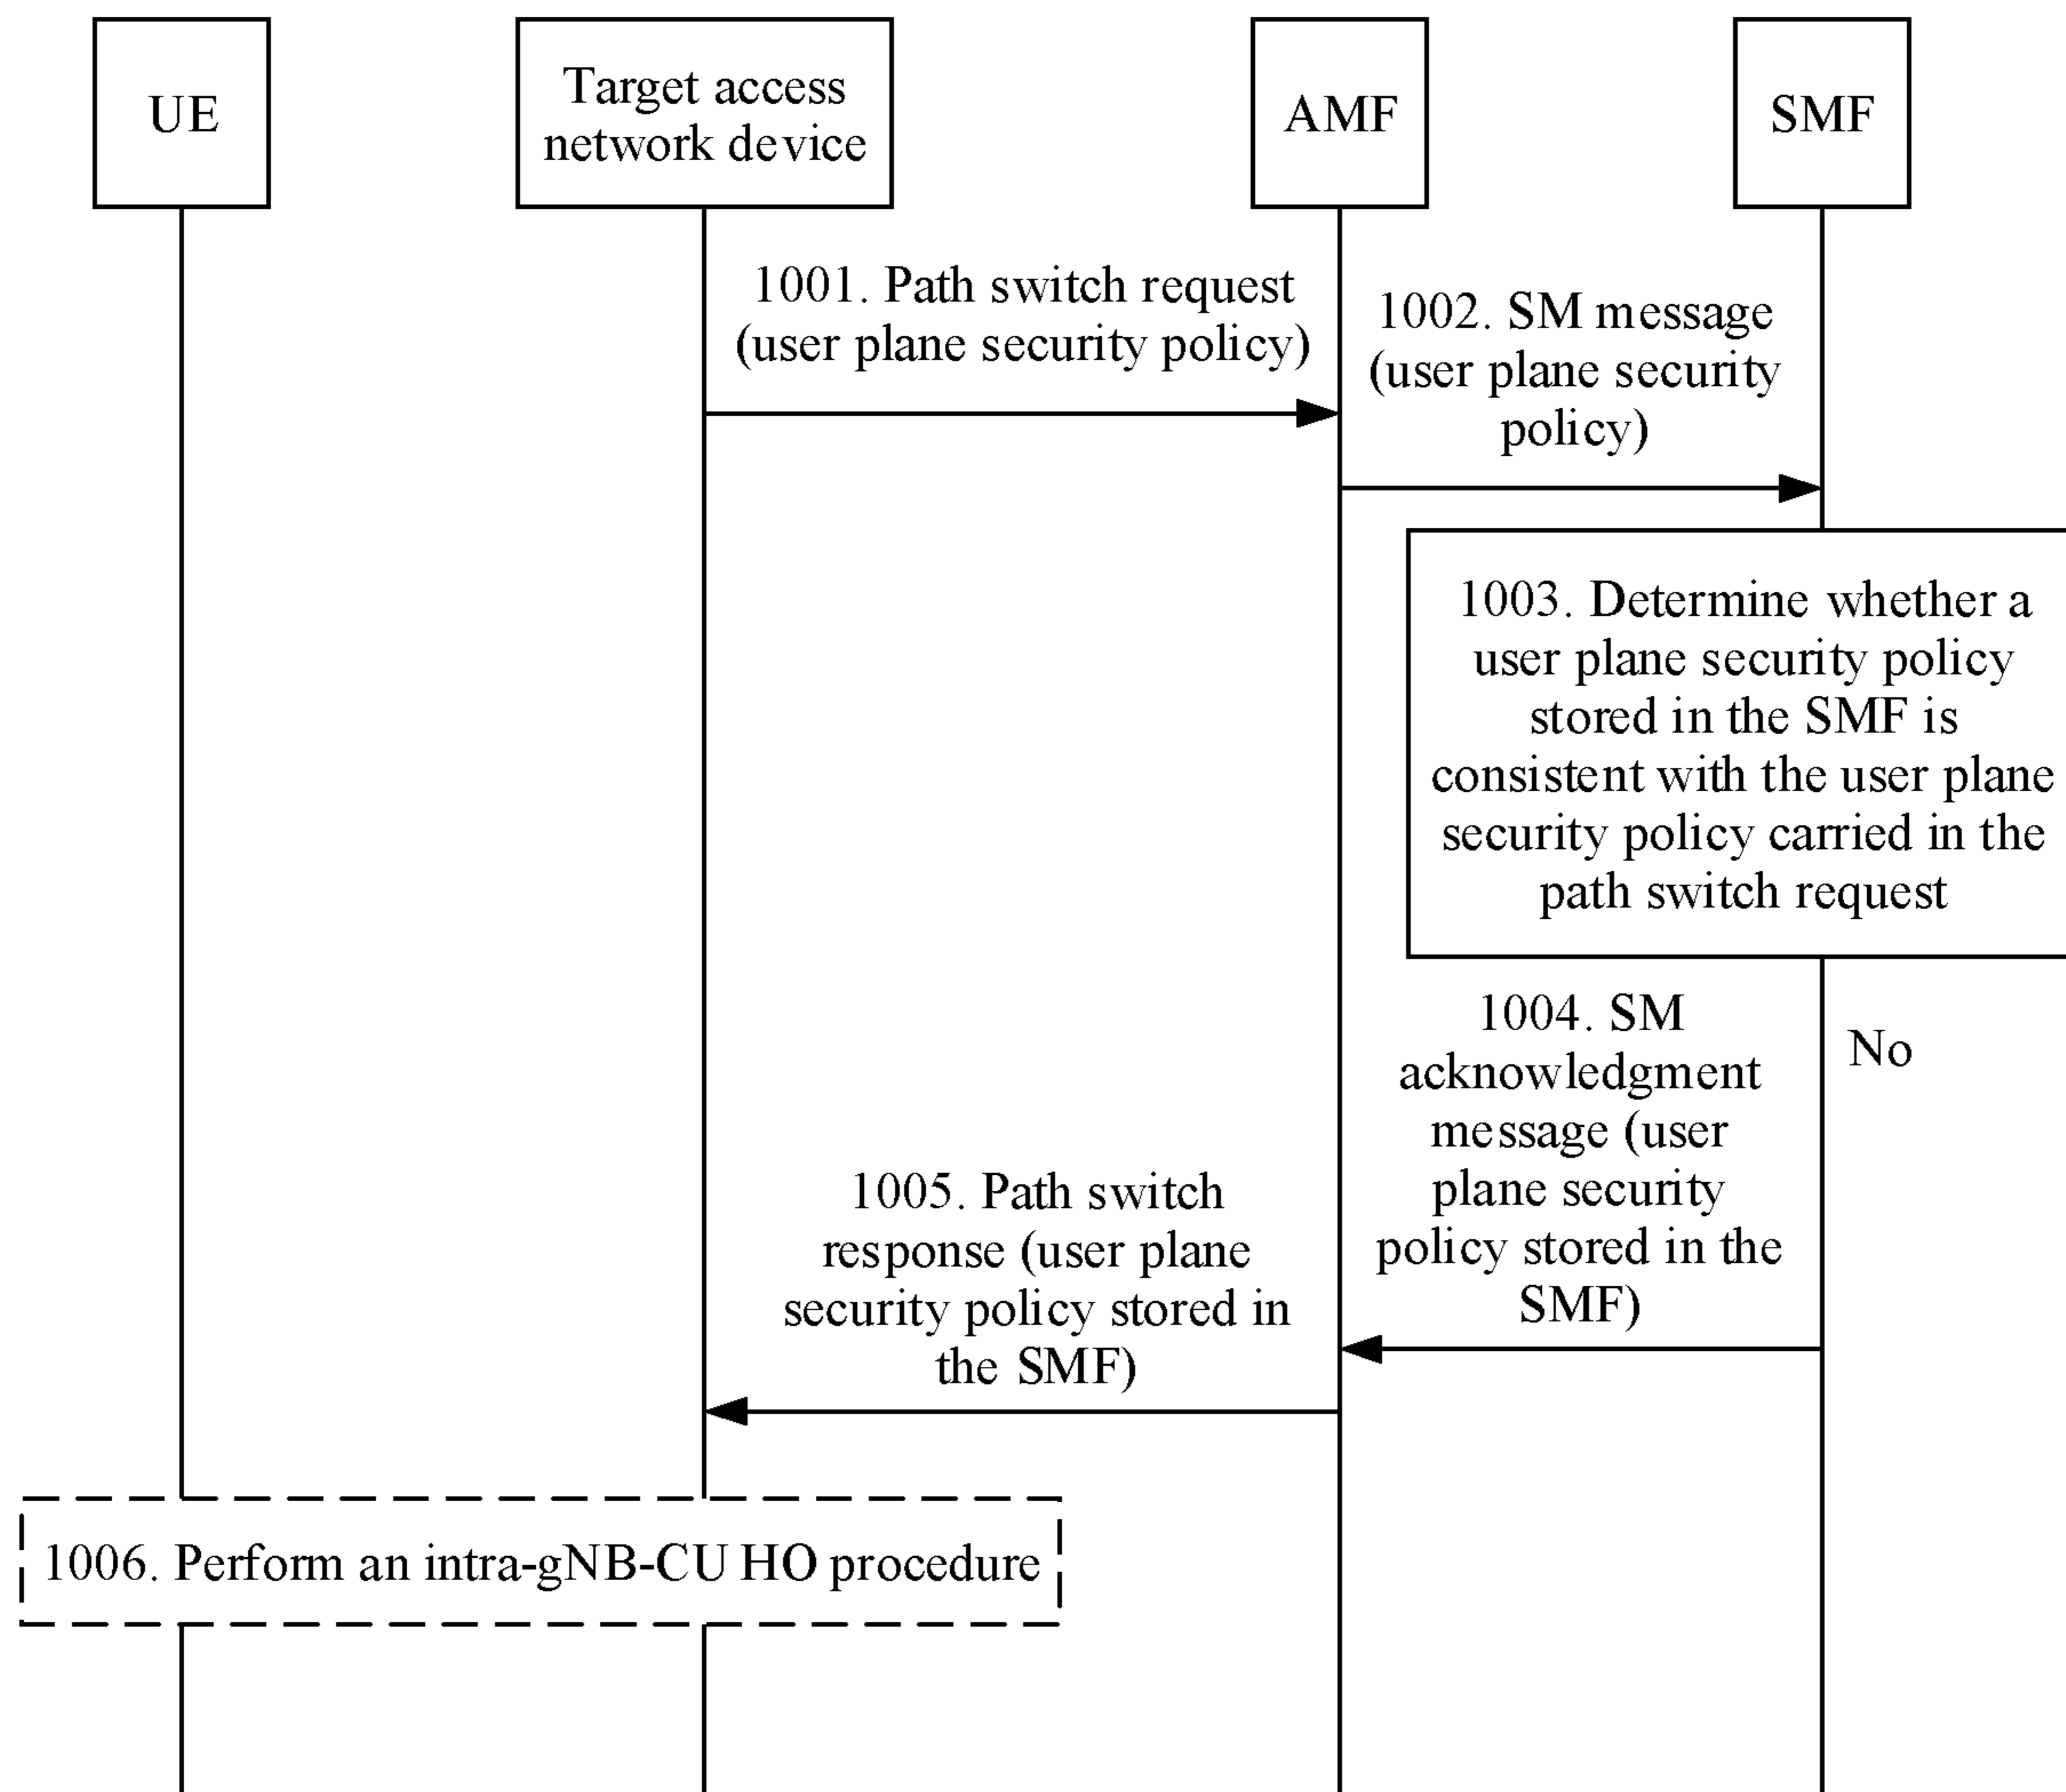 UE
Target access
network device
AMF
SMF
1001. Path switch request
(user plane security policy)
1002. SM message
(user plane security
policy)
1003. Determine whether a
user plane security policy
stored in the SMF is
consistent with the user plane
security policy carried in the
path switch request
No
1004. SM
acknowledgment
message (user
plane security
policy stored in the
SMF)
1005. Path switch
response (user plane
security policy stored in
the SMF)
1006. Perform an intra-gNB-CU HO procedure